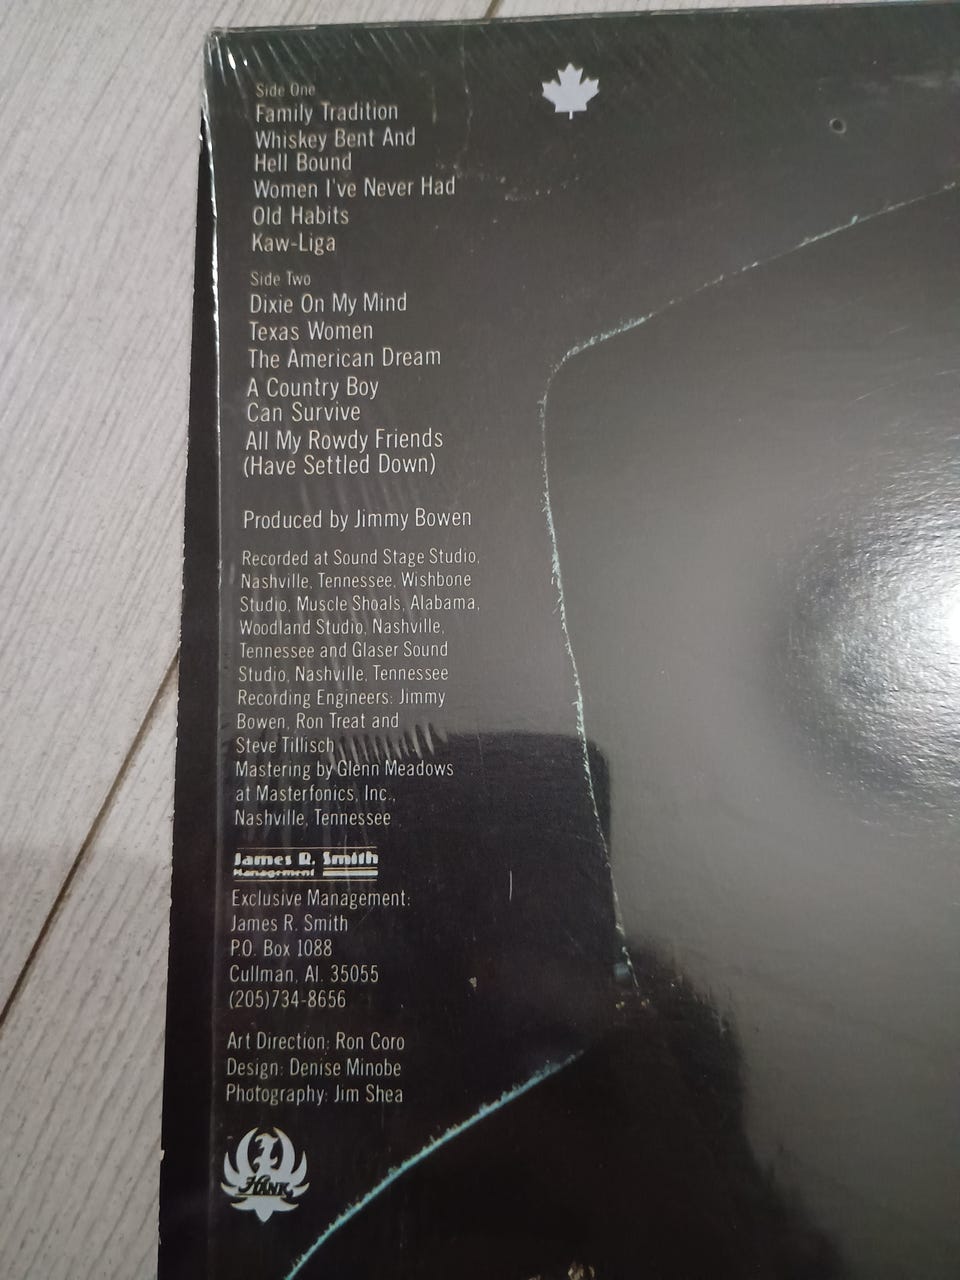 Side One
Family Tradition
Whiskey Bent And
Hell Bound
Women I've Never Had
Old Habits
Kaw-Liga
Side Two
Dixie On My Mind
Texas Women
The American Dream
A Country Boy
Can Survive
All My Rowdy Friends
(Have Settled Down)
Produced by Jimmy Bowen
Recorded at Sound Stage Studio,
Nashville, Tennessee, Wishbone
Studio, Muscle Shoals, Alabama,
Woodland Studio, Nashville,
Tennessee and Glaser Sound
Studio, Nashville, Tennessee
Recording Engineers: Jimmy
Bowen, Ron Treat and
Steve Tillisch
Mastering by Glenn Meadows
at Masterfonics, Inc.,
Nashville, Tennessee
James R. Smith
Management
Exclusive Management:
James R. Smith
P.O. Box 1088
Cullman, Al. 35055
(205)734-8656
Art Direction: Ron Coro
Design: Denise Minobe
Photography: Jim Shea
Hank